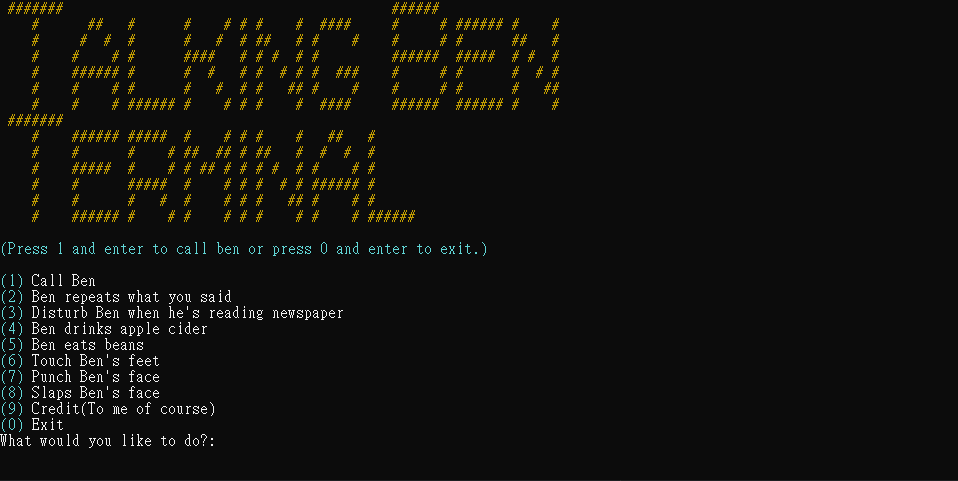 TALKING BEN
TERMINAL
(Press 1 and enter to call ben or press 0 and enter to exit.)
(1) Call Ben
(2) Ben repeats what you said
(3) Disturb Ben when he's reading newspaper
(4) Ben drinks apple cider
(5) Ben eats beans
(6) Touch Ben's feet
(7) Punch Ben's face
(8) Slaps Ben's face
(9) Credit(To me of course)
(0) Exit
What would you like to do?: